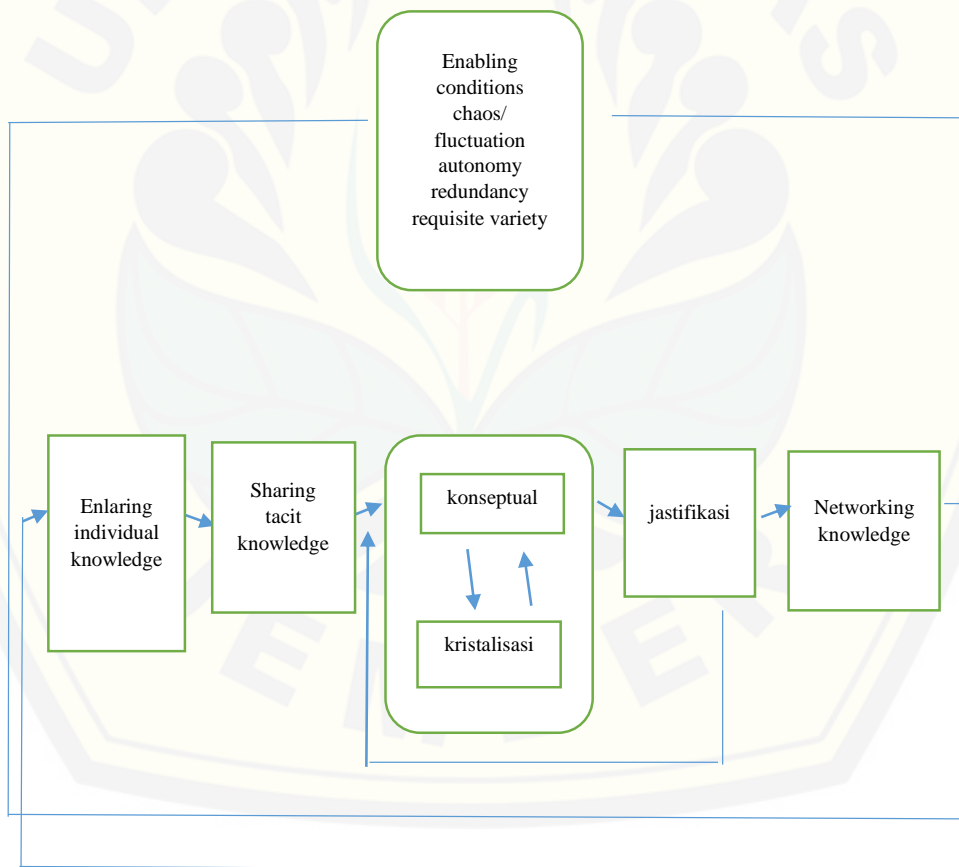 Enabling
conditions
chaos/
fluctuation
autonomy
redundancy
requisite variety
Enlaring
individual
knowledge
Sharing
tacit
knowledge
konseptual
kristalisasi
jastifikasi
Networking
knowledge